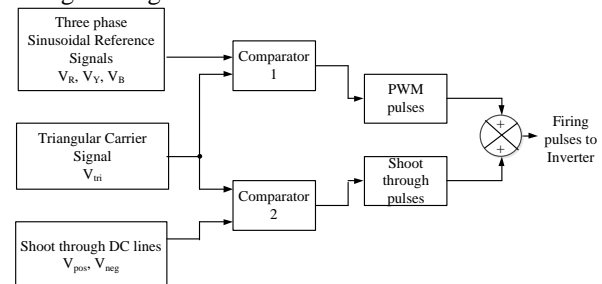 Three phase
Sinusoidal Reference
Signals
V_R, V_Y, V_B
Comparator
1
PWM
pulses
Triangular Carrier
Signal
V_tri
+
+
Firing
pulses to
Inverter
Shoot
through
pulses
Comparator
2
Shoot through DC lines
V_pos, V_neg